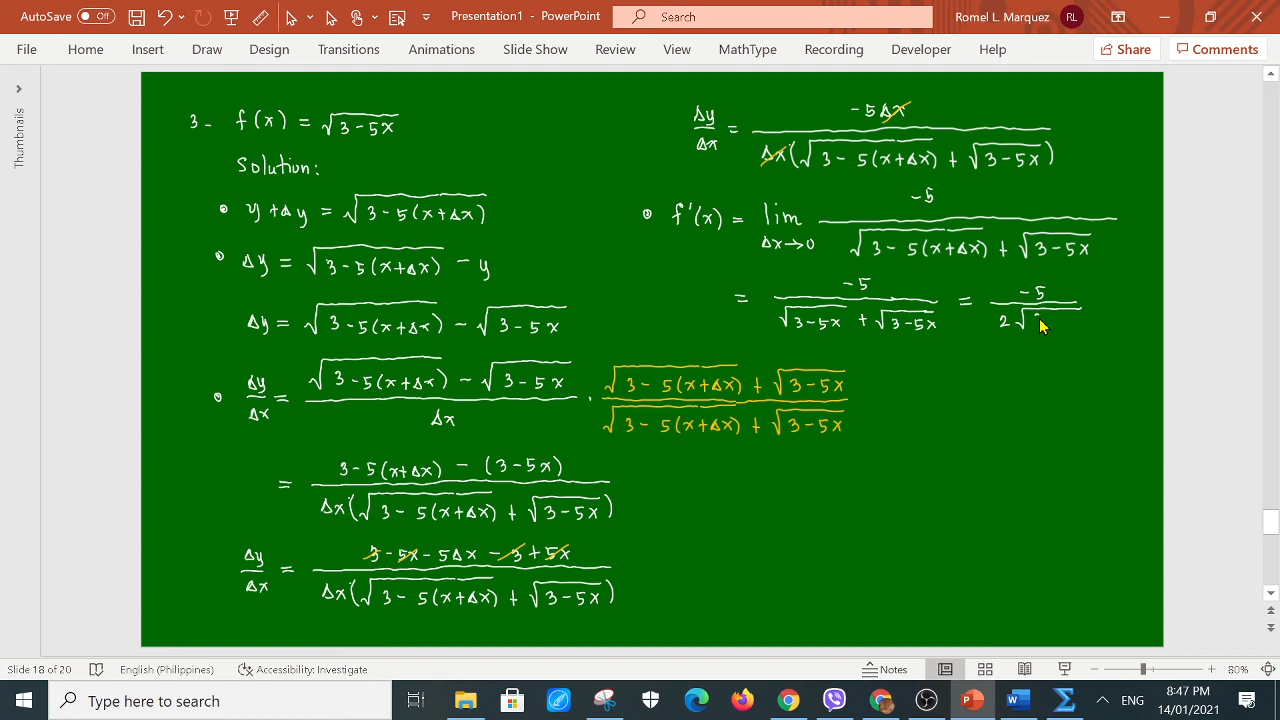 AutoSave Off Presentation1 - PowerPoint Search Romel L. Marquez RL
File Home Insert Draw Design Transitions Animations Slide Show Review View MathType Recording Developer Help Share Comments
Thumbnails
3- f(x) = √(3-5x)
Solution:
• y+Δy = √(3-5(x+Δx))
• Δy = √(3-5(x+Δx)) - y
Δy = √(3-5(x+Δx)) - √(3-5x)
• Δy/Δx = (√(3-5(x+Δx)) - √(3-5x))/Δx · (√(3-5(x+Δx)) + √(3-5x))/(√(3-5(x+Δx)) + √(3-5x))
= (3-5(x+Δx) - (3-5x))/(Δx(√(3-5(x+Δx)) + √(3-5x)))
Δy/Δx = (3-5x-5Δx-3+5x)/(Δx(√(3-5(x+Δx)) + √(3-5x)))
Δy/Δx = -5Δx/(Δx(√(3-5(x+Δx)) + √(3-5x)))
• f'(x) = lim Δx→0 -5/(√(3-5(x+Δx)) + √(3-5x))
= -5/(√(3-5x) + √(3-5x)) = -5/(2√
Slide 18 of 20 English (Philippines) Accessibility: Investigate Notes 80%
Type here to search ENG 8:47 PM 14/01/2021